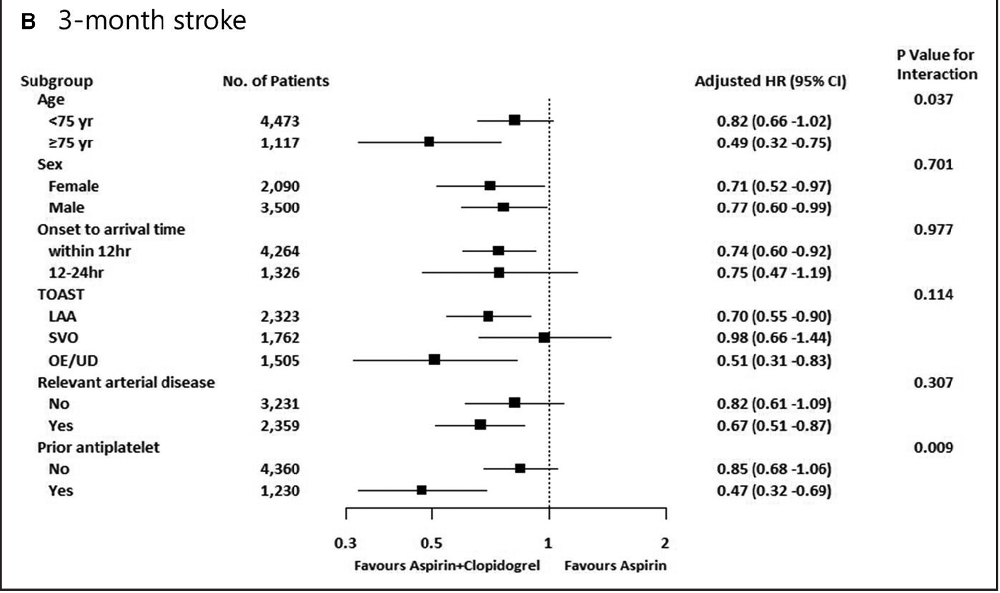 B 3-month stroke
P Value for
Interaction
Subgroup No. of Patients Adjusted HR (95% CI)
Age 0.037
<75 yr 4,473 0.82 (0.66 -1.02)
≥75 yr 1,117 0.49 (0.32 -0.75)
Sex 0.701
Female 2,090 0.71 (0.52 -0.97)
Male 3,500 0.77 (0.60 -0.99)
Onset to arrival time 0.977
within 12hr 4,264 0.74 (0.60 -0.92)
12-24hr 1,326 0.75 (0.47 -1.19)
TOAST 0.114
LAA 2,323 0.70 (0.55 -0.90)
SVO 1,762 0.98 (0.66 -1.44)
OE/UD 1,505 0.51 (0.31 -0.83)
Relevant arterial disease 0.307
No 3,231 0.82 (0.61 -1.09)
Yes 2,359 0.67 (0.51 -0.87)
Prior antiplatelet 0.009
No 4,360 0.85 (0.68 -1.06)
Yes 1,230 0.47 (0.32 -0.69)
0.3 0.5 1 2
Favours Aspirin+Clopidogrel Favours Aspirin